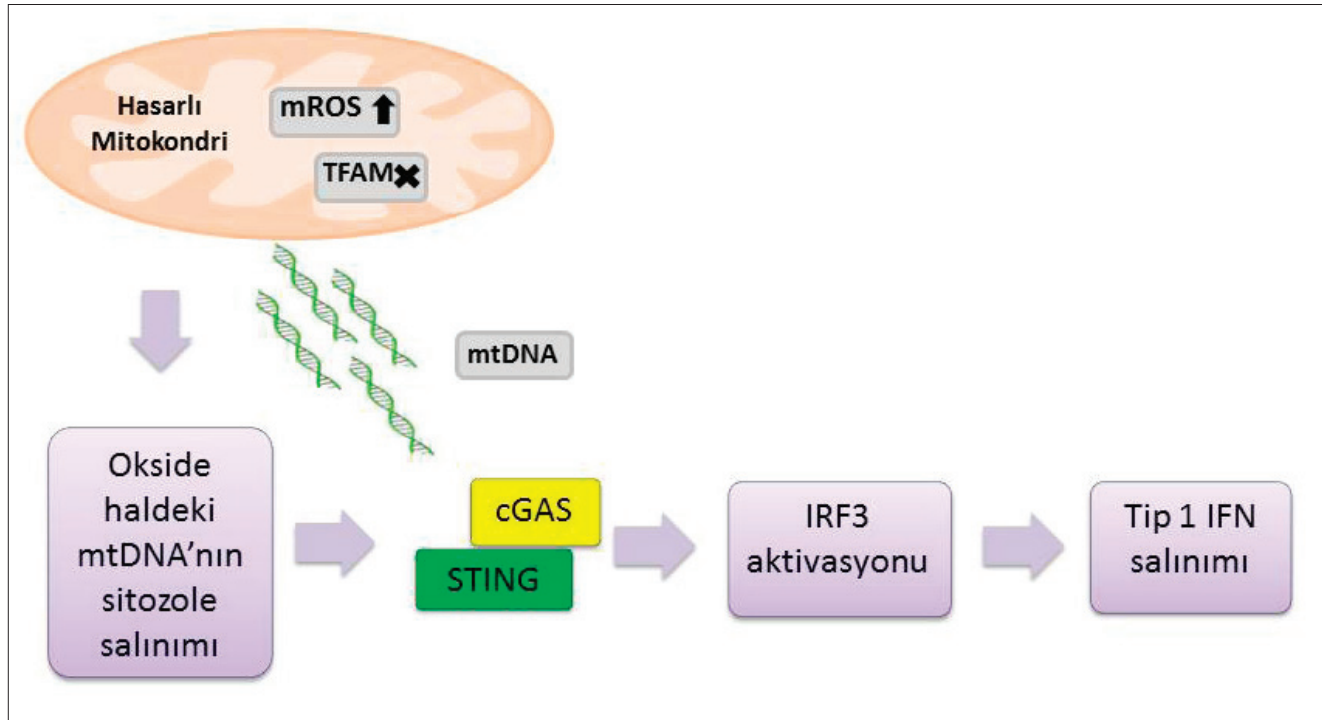 Hasarlı
Mitokondri
mROS
TFAM
mtDNA
Okside
haldeki
mtDNA’nın
sitozole
salınımı
cGAS
STING
IRF3
aktivasyonu
Tip 1 IFN
salınımı